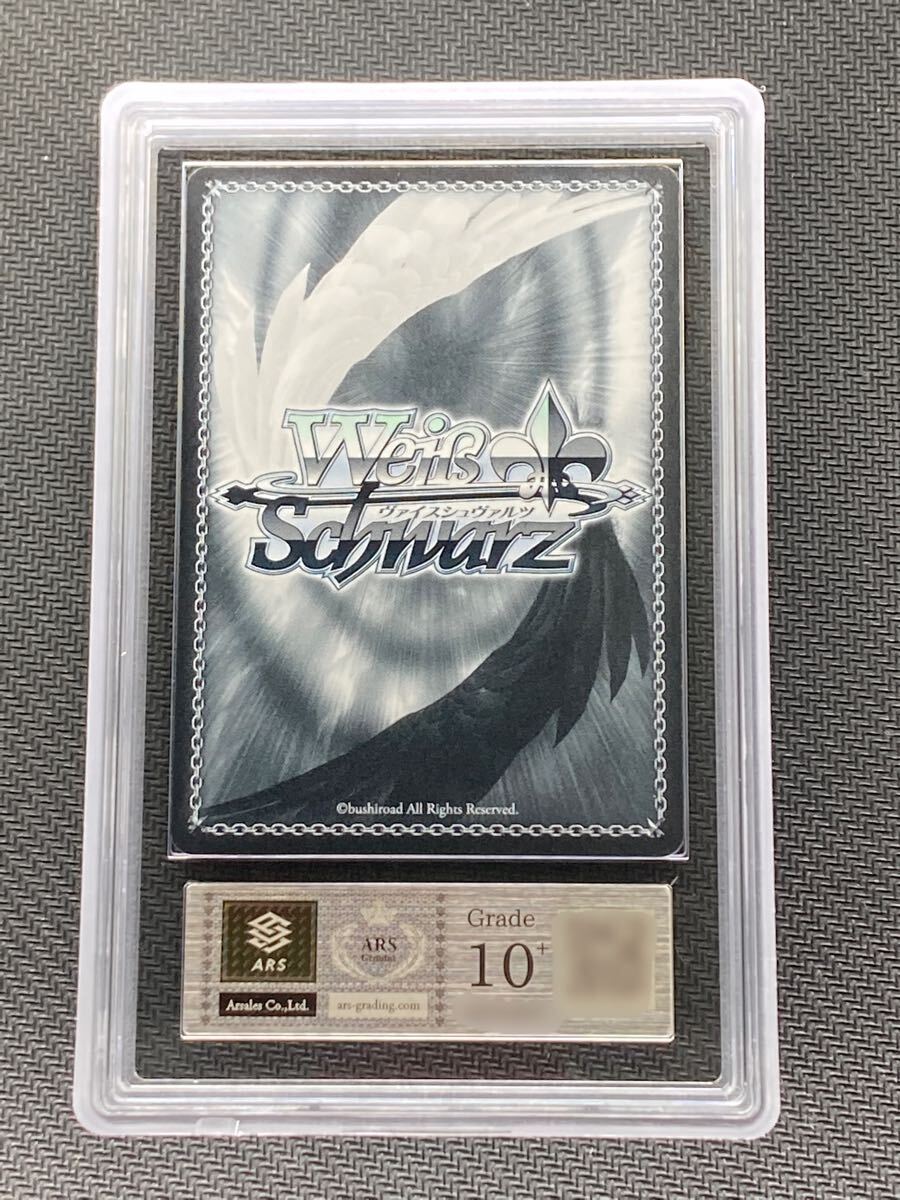 Weiß
ヴァイスシュヴァルツ
Schwarz
©bushiroad All Rights Reserved.
ARS
Arsales Co.,Ltd.
ARS
ars-grading.com
Grade
10+